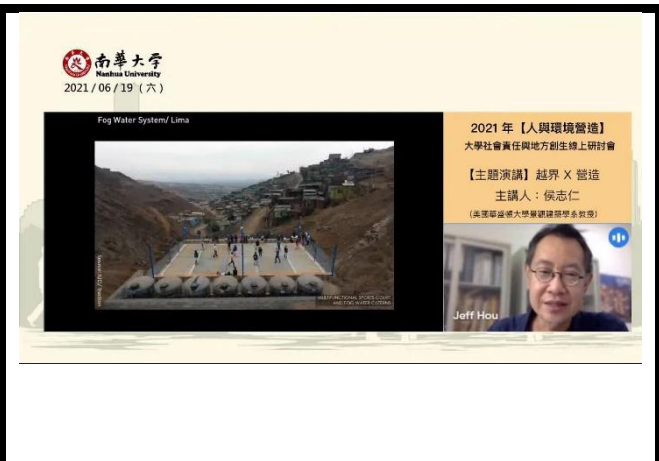 南華大学
Nanhua University
2021/06/19（六）
Fog Water System/ Lima
MULTIFUNCTIONAL SPORTS COURT
AND FOG WATER CISTERNS
2021 年【人與環境營造】
大學社會責任與地方創生線上研討會
【主題演講】越界 X 營造
主講人：侯志仁
(美國華盛頓大學景觀建築學系教授)
Jeff Hou